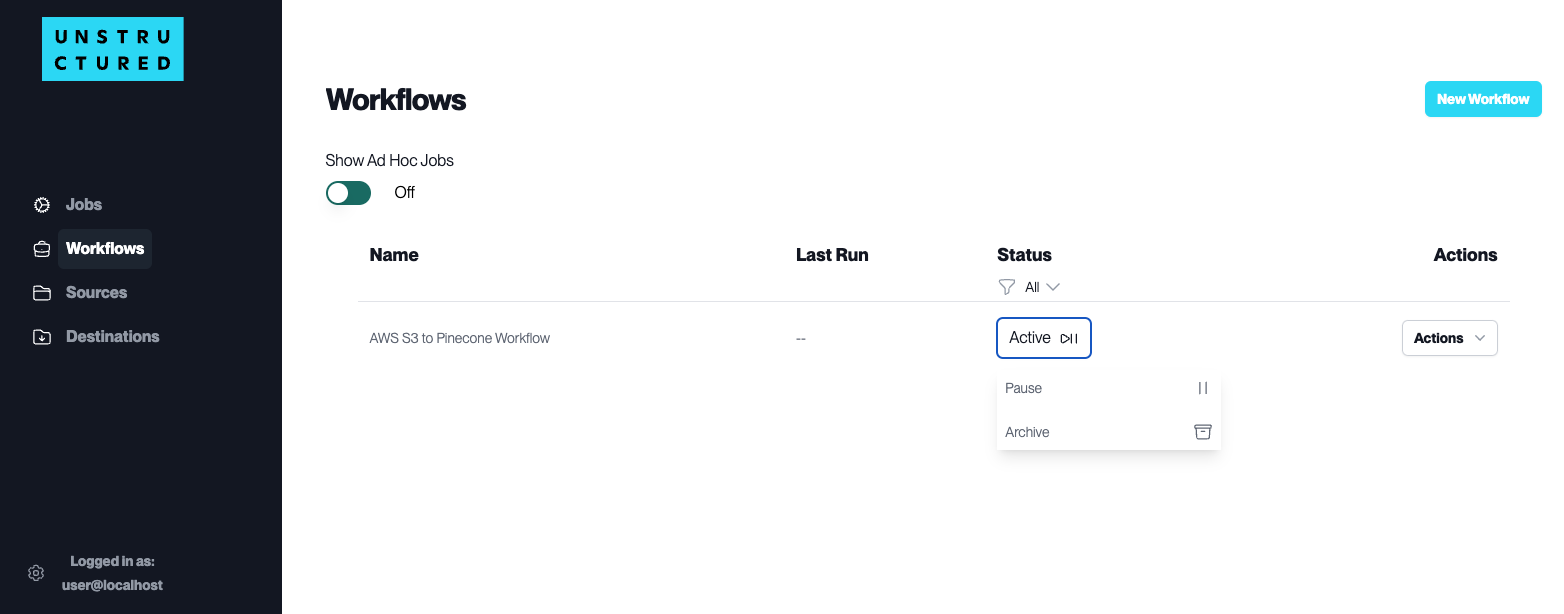 UNSTRU
CTURED
Jobs
Workflows
Sources
Destinations
Logged in as:
user@localhost
Workflows
New Workflow
Show Ad Hoc Jobs
Off
Name Last Run Status Actions
All
AWS S3 to Pinecone Workflow -- Active Actions
Pause
Archive